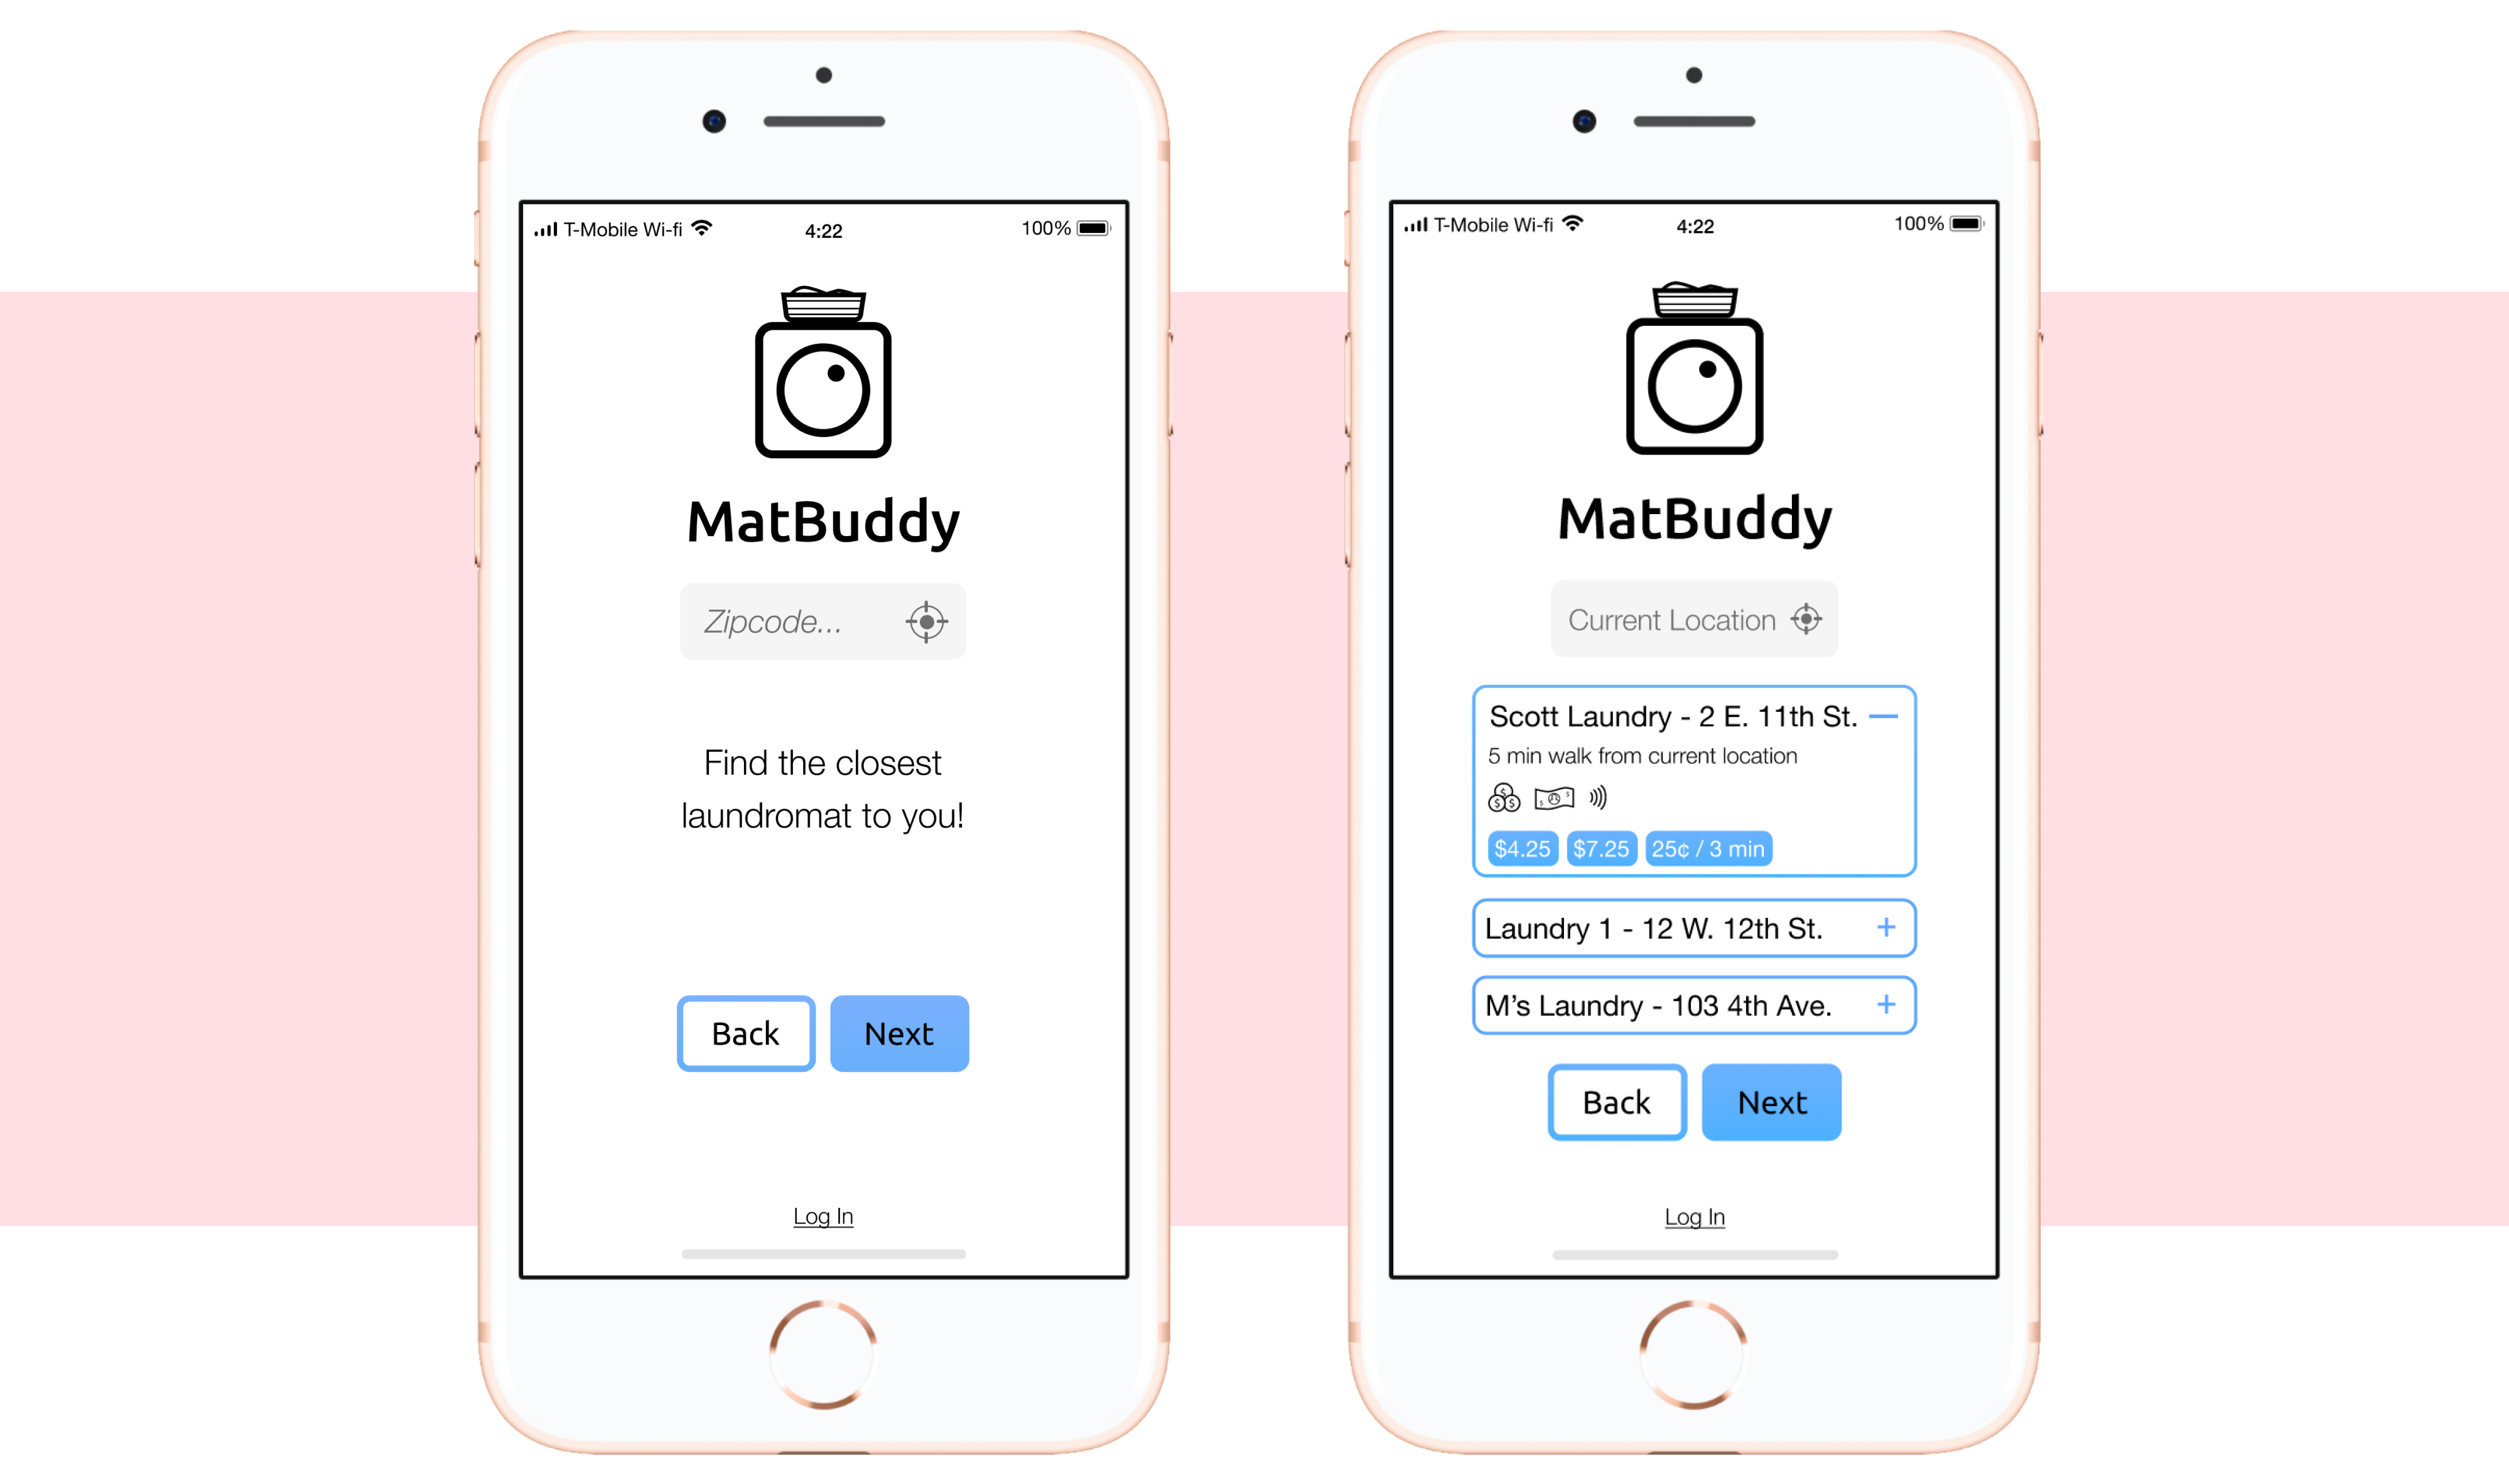 T-Mobile Wi-fi 4:22 100%
MatBuddy
Zipcode...
Find the closest
laundromat to you!
Back Next
Log In
T-Mobile Wi-fi 4:22 100%
MatBuddy
Current Location
Scott Laundry - 2 E. 11th St. —
5 min walk from current location
$4.25 $7.25 25¢ / 3 min
Laundry 1 - 12 W. 12th St. +
M’s Laundry - 103 4th Ave. +
Back Next
Log In